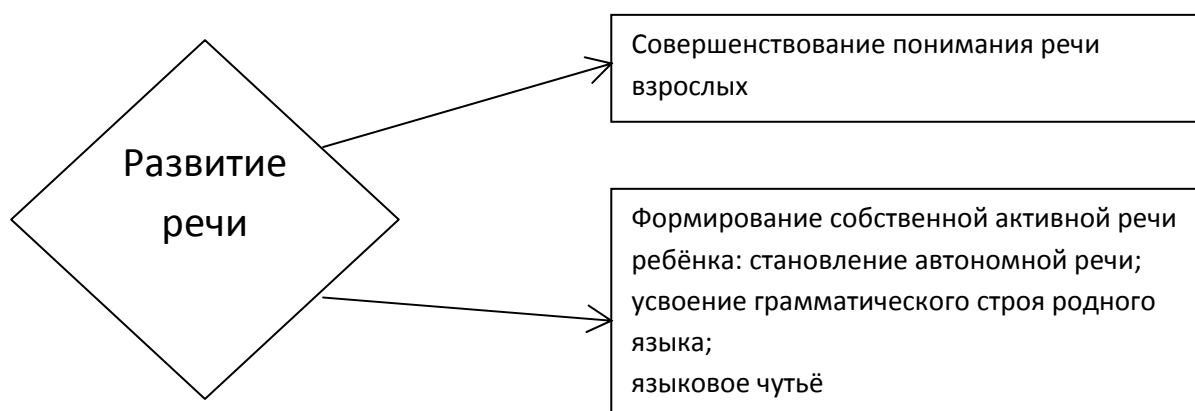 Развитие
речи
Совершенствование понимания речи
взрослых
Формирование собственной активной речи
ребёнка: становление автономной речи;
усвоение грамматического строя родного
языка;
языковое чутьё